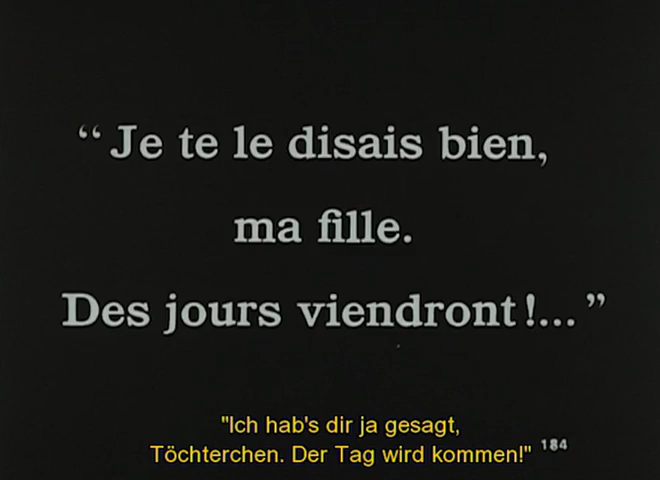 “Je te le disais bien,
ma fille.
Des jours viendront!...”
"Ich hab's dir ja gesagt,
Töchterchen. Der Tag wird kommen!" 184